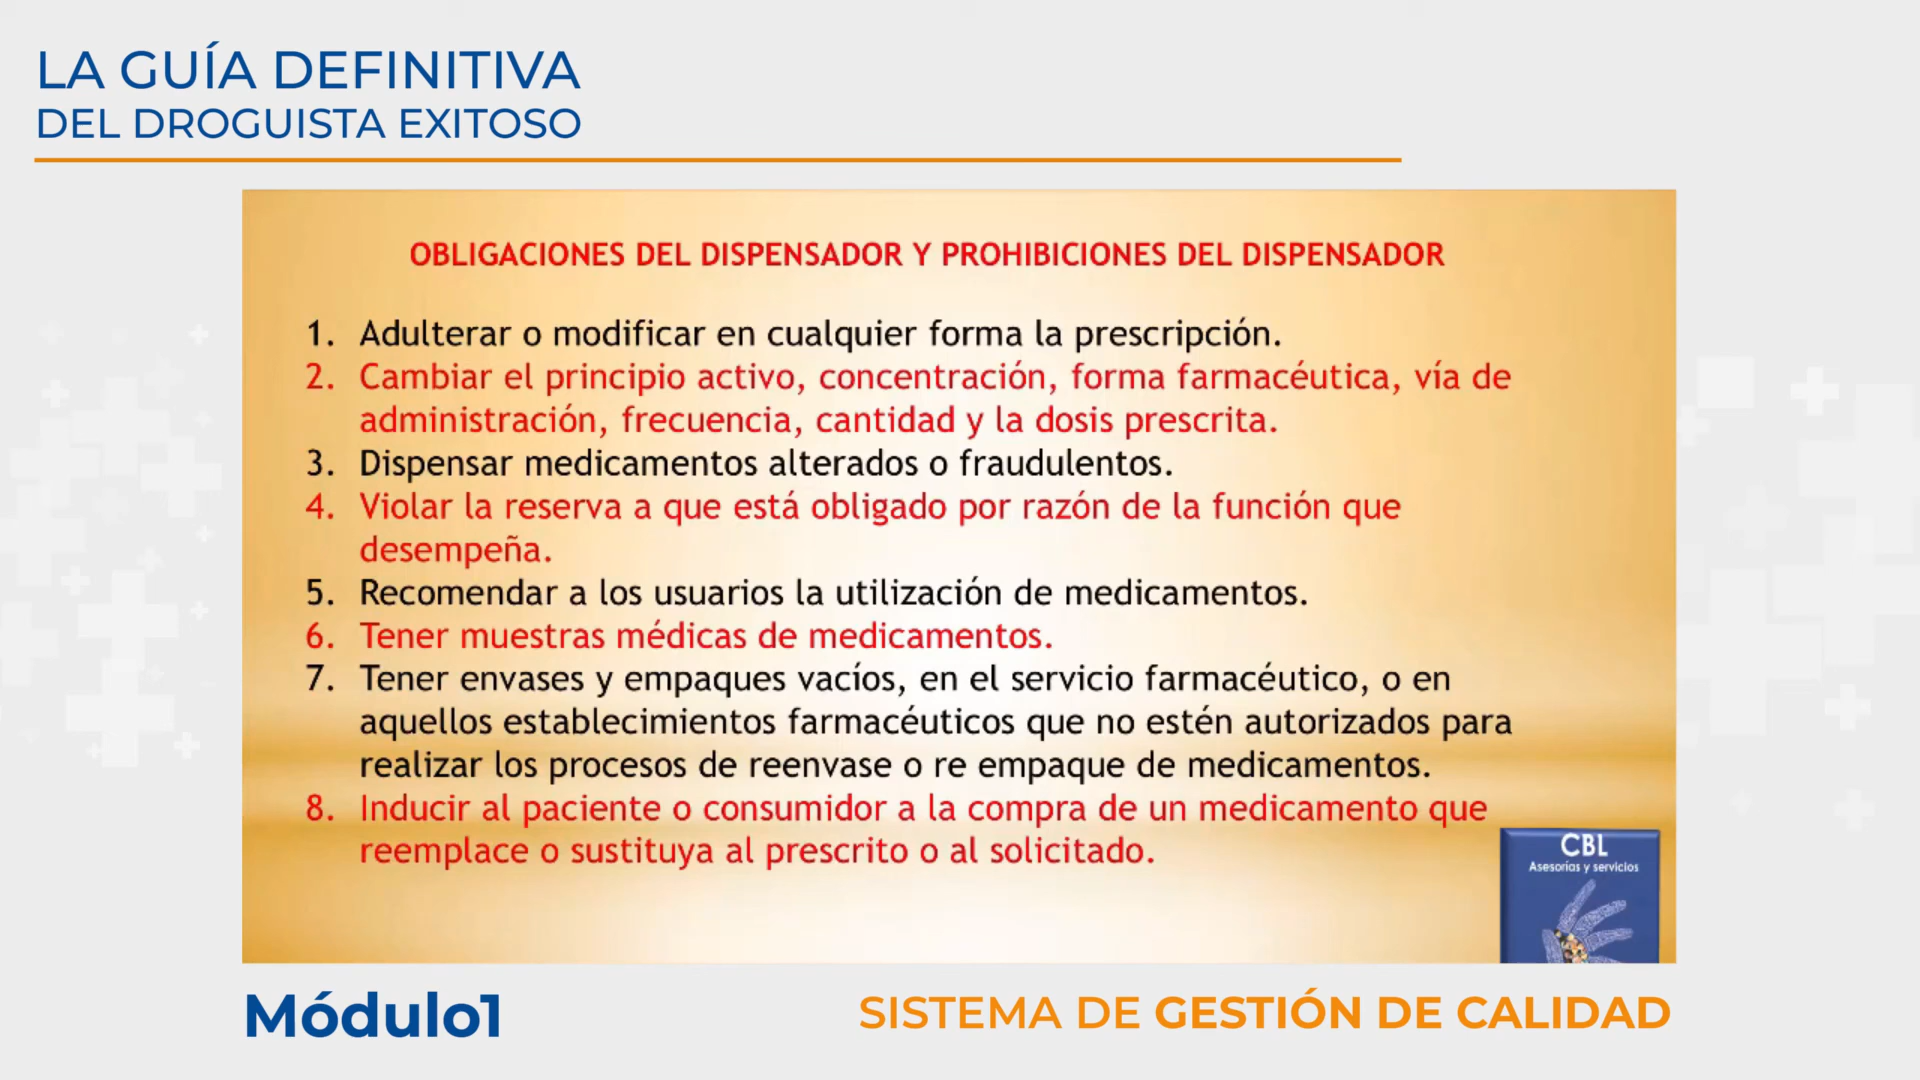 LA GUÍA DEFINITIVA
DEL DROGUISTA EXITOSO
OBLIGACIONES DEL DISPENSADOR Y PROHIBICIONES DEL DISPENSADOR
1. Adulterar o modificar en cualquier forma la prescripción.
2. Cambiar el principio activo, concentración, forma farmacéutica, vía de
administración, frecuencia, cantidad y la dosis prescrita.
3. Dispensar medicamentos alterados o fraudulentos.
4. Violar la reserva a que está obligado por razón de la función que
desempeña.
5. Recomendar a los usuarios la utilización de medicamentos.
6. Tener muestras médicas de medicamentos.
7. Tener envases y empaques vacíos, en el servicio farmacéutico, o en
aquellos establecimientos farmacéuticos que no estén autorizados para
realizar los procesos de reenvase o re empaque de medicamentos.
8. Inducir al paciente o consumidor a la compra de un medicamento que
reemplace o sustituya al prescrito o al solicitado.
CBL
Asesorías y servicios
Módulo1
SISTEMA DE GESTIÓN DE CALIDAD